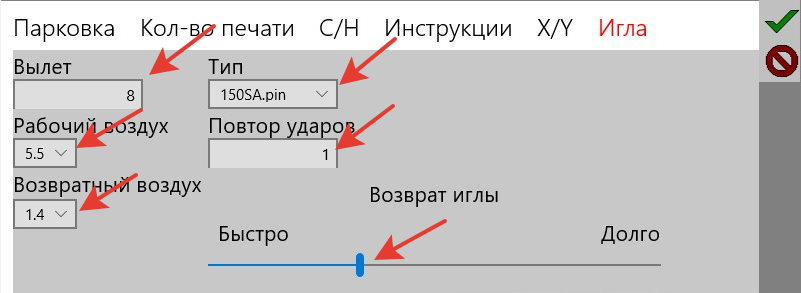 Парковка Кол-во печати С/Н Инструкции X/Y Игла
Вылет Тип
8 150SA.pin
Рабочий воздух Повтор ударов
5.5 1
Возвратный воздух
1.4 Возврат иглы
Быстро Долго